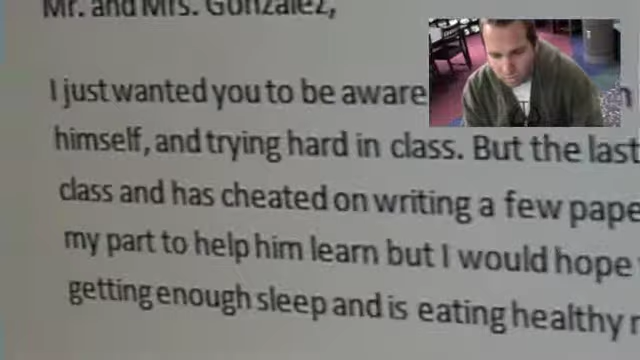 Mr. and Mrs. Gonzalez,
I just wanted you to be aware
himself, and trying hard in class. But the last
class and has cheated on writing a few pape
my part to help him learn but I would hope
getting enough sleep and is eating healthy